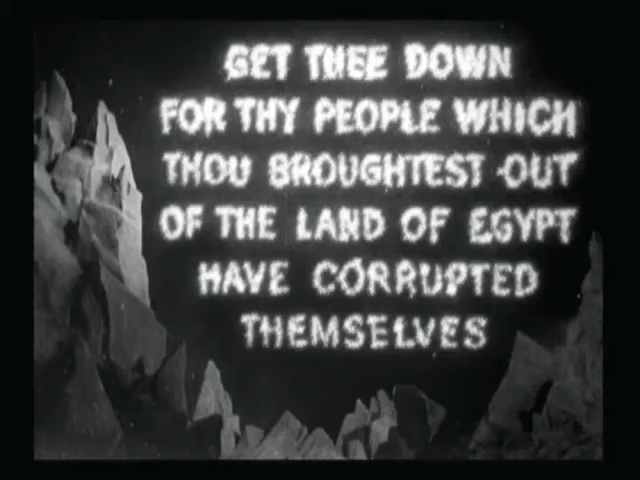 GET THEE DOWN
FOR THY PEOPLE WHICH
THOU BROUGHTEST OUT
OF THE LAND OF EGYPT
HAVE CORRUPTED
THEMSELVES